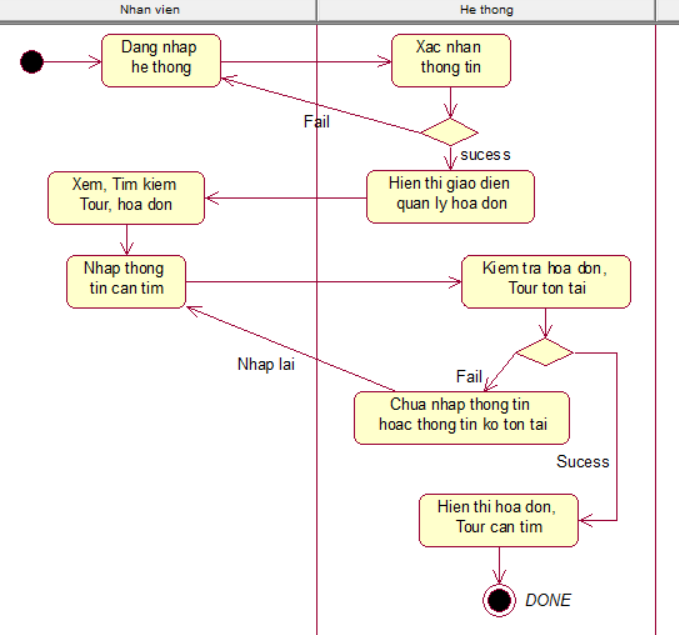 Nhan vien
He thong
Dang nhap
he thong
Xac nhan
thong tin
Fail
sucess
Xem, Tim kiem
Tour, hoa don
Hien thi giao dien
quan ly hoa don
Nhap thong
tin can tim
Kiem tra hoa don,
Tour ton tai
Nhap lai
Fail
Chua nhap thong tin
hoac thong tin ko ton tai
Sucess
Hien thi hoa don,
Tour can tim
DONE